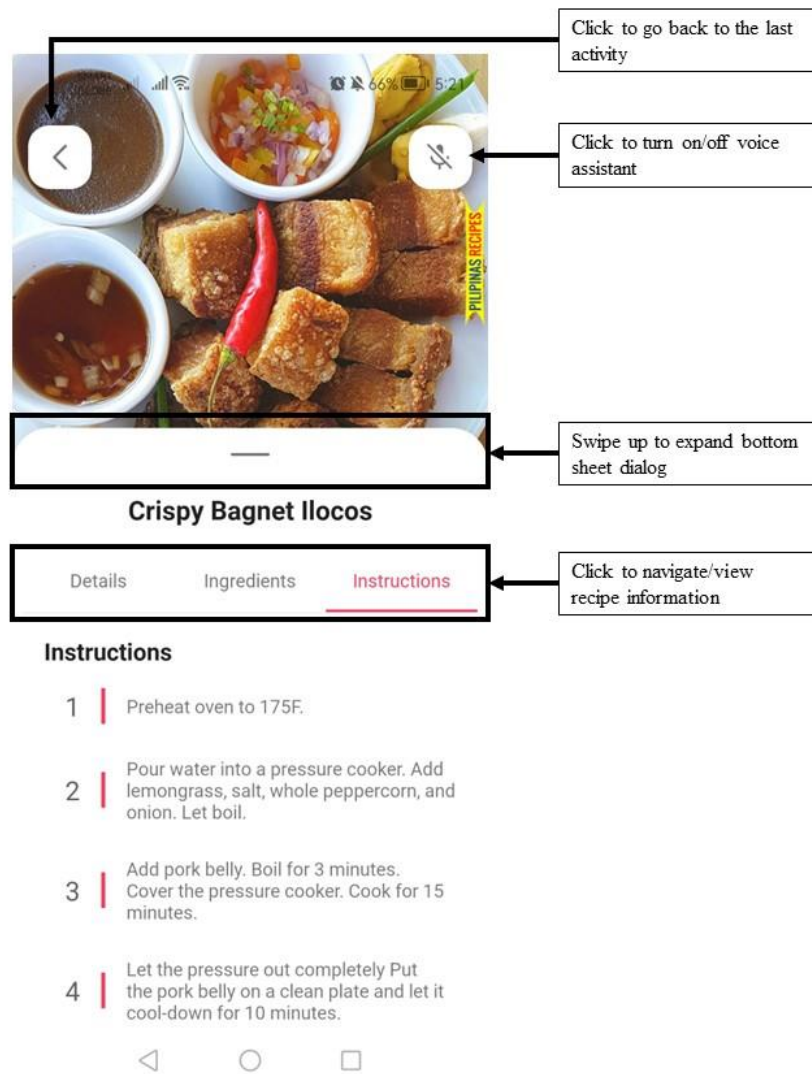 Click to go back to the last
activity
66% 5:21
Click to turn on/off voice
assistant
PILIPINAS RECIPES
Swipe up to expand bottom
sheet dialog
Crispy Bagnet Ilocos
Details Ingredients Instructions
Click to navigate/view
recipe information
Instructions
1 Preheat oven to 175F.
2 Pour water into a pressure cooker. Add
lemongrass, salt, whole peppercorn, and
onion. Let boil.
3 Add pork belly. Boil for 3 minutes.
Cover the pressure cooker. Cook for 15
minutes.
4 Let the pressure out completely Put
the pork belly on a clean plate and let it
cool-down for 10 minutes.